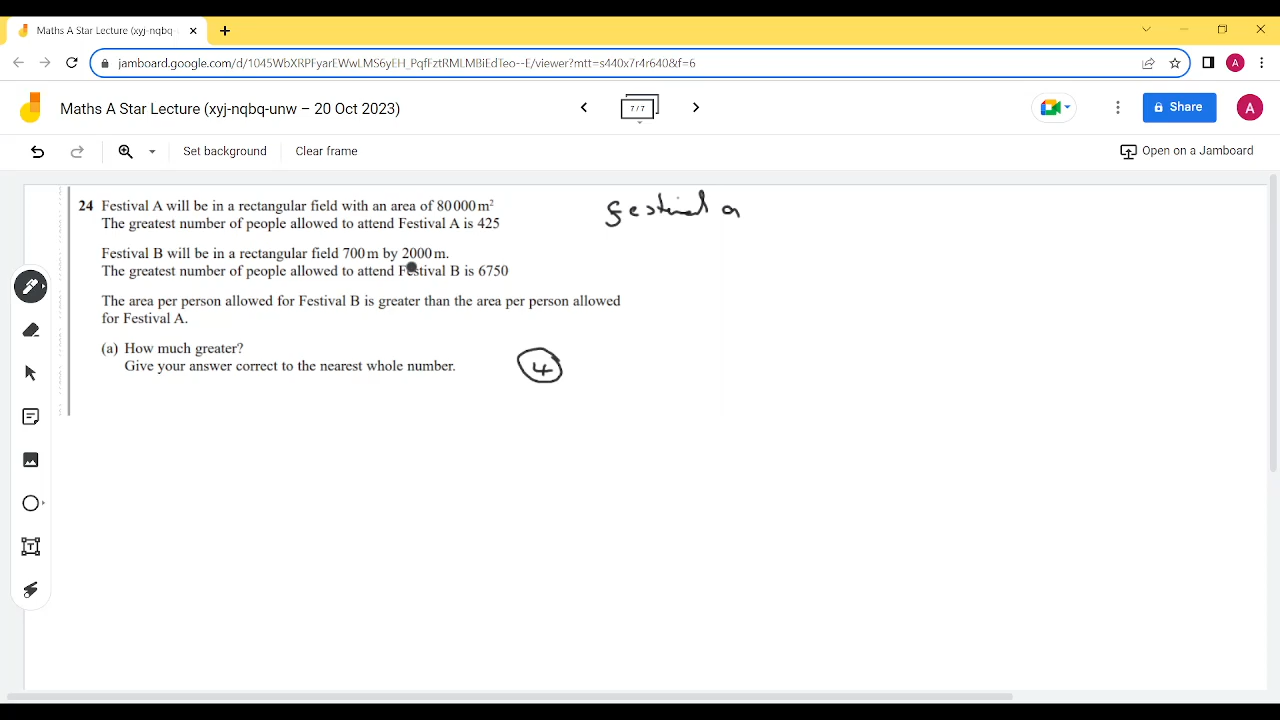 Maths A Star Lecture (xyj-nqbq
jamboard.google.com/d/1045WbXRPFyarEWwLMS6yEH_PqfFztRMLMBiEdTeo--E/viewer?mtt=s440x7r4r640&f=6
A
Maths A Star Lecture (xyj-nqbq-unw – 20 Oct 2023)
7 / 7
Share
A
Set background
Clear frame
Open on a Jamboard
24 Festival A will be in a rectangular field with an area of 80 000 m²
The greatest number of people allowed to attend Festival A is 425
Festival B will be in a rectangular field 700 m by 2000 m.
The greatest number of people allowed to attend Festival B is 6750
The area per person allowed for Festival B is greater than the area per person allowed
for Festival A.
(a) How much greater?
Give your answer correct to the nearest whole number.
4
festival a
T